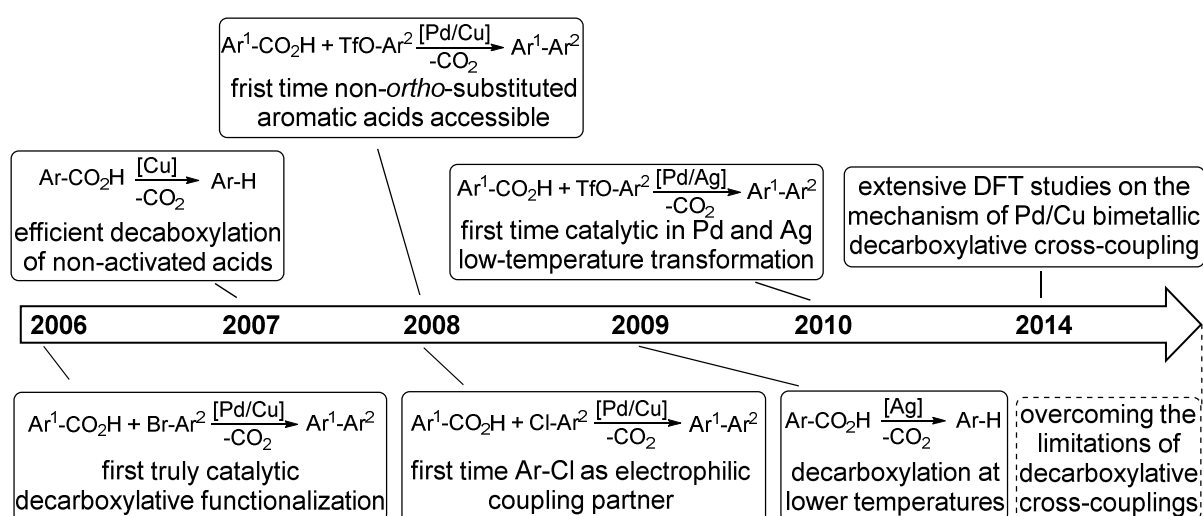 Ar¹-CO₂H + TfO-Ar² [Pd/Cu] -CO₂ Ar¹-Ar²
frist time non-ortho-substituted
aromatic acids accessible
Ar-CO₂H [Cu] -CO₂ Ar-H
efficient decaboxylation
of non-activated acids
Ar¹-CO₂H + TfO-Ar² [Pd/Ag] -CO₂ Ar¹-Ar²
first time catalytic in Pd and Ag
low-temperature transformation
extensive DFT studies on the
mechanism of Pd/Cu bimetallic
decarboxylative cross-coupling
2006 2007 2008 2009 2010 2014
Ar¹-CO₂H + Br-Ar² [Pd/Cu] -CO₂ Ar¹-Ar²
first truly catalytic
decarboxylative functionalization
Ar¹-CO₂H + Cl-Ar² [Pd/Cu] -CO₂ Ar¹-Ar²
first time Ar-Cl as electrophilic
coupling partner
Ar-CO₂H [Ag] -CO₂ Ar-H
decarboxylation at
lower temperatures
overcoming the
limitations of
decarboxylative
cross-couplings